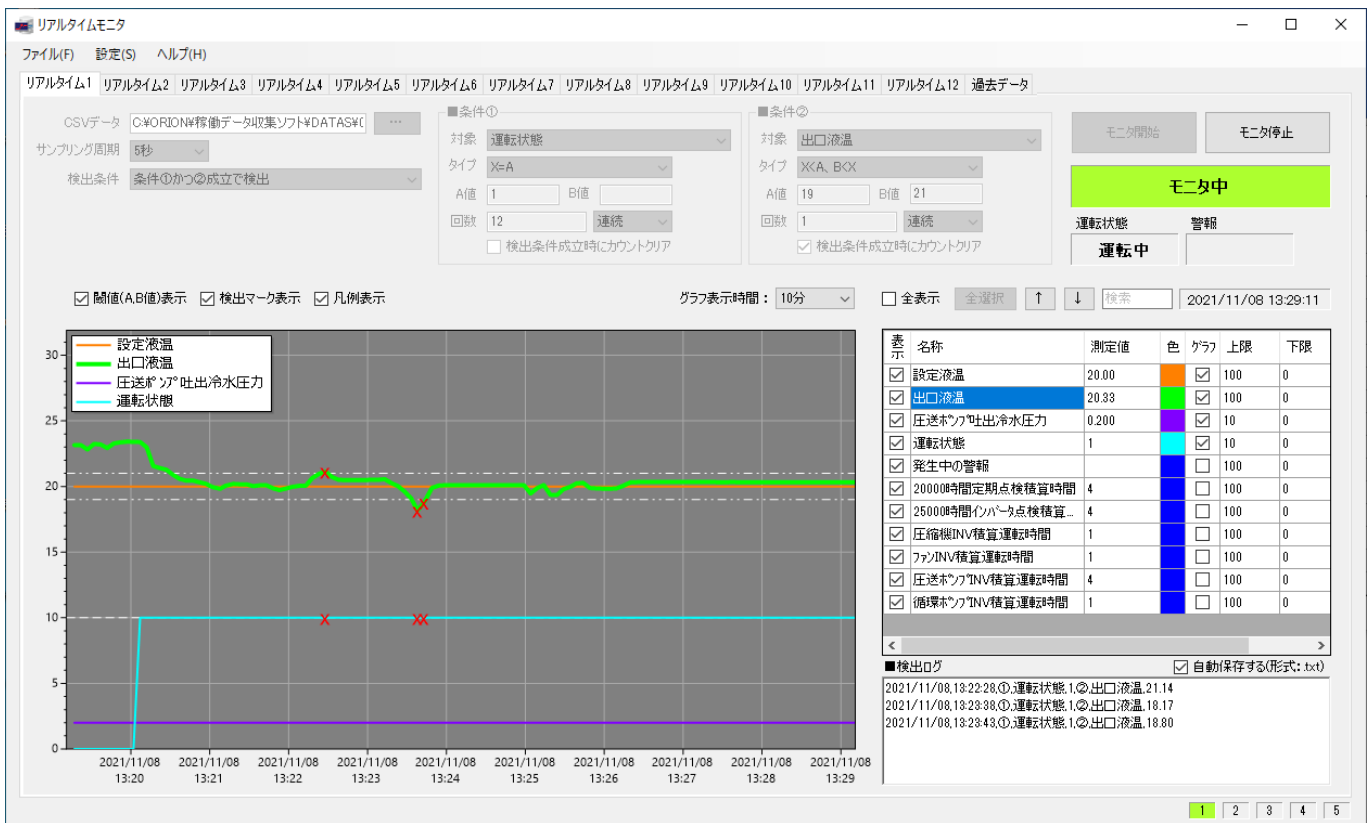 リアルタイムモニタ
ファイル(F) 設定(S) ヘルプ(H)
リアルタイム1 リアルタイム2 リアルタイム3 リアルタイム4 リアルタイム5 リアルタイム6 リアルタイム7 リアルタイム8 リアルタイム9 リアルタイム10 リアルタイム11 リアルタイム12 過去データ
CSVデータ C:¥ORION¥稼働データ収集ソフト¥DATAS¥( ...
サンプリング周期 5秒
検出条件 条件①かつ②成立で検出
■条件①
対象 運転状態
タイプ X=A
A値 1 B値
回数 12 連続
検出条件成立時にカウントクリア
■条件②
対象 出口液温
タイプ X<A、B<X
A値 19 B値 21
回数 1 連続
検出条件成立時にカウントクリア
モニタ開始 モニタ停止
モニタ中
運転状態 警報
運転中
閾値(A,B値)表示 検出マーク表示 凡例表示
グラフ表示時間： 10分
全表示 全選択 ↑ ↓ 検索 2021/11/08 13:29:11
設定液温
出口液温
圧送ポンプ吐出冷水圧力
運転状態
30
25
20
15
10
5
0
2021/11/08 2021/11/08 2021/11/08 2021/11/08 2021/11/08 2021/11/08 2021/11/08 2021/11/08 2021/11/08 2021/11/08
13:20 13:21 13:22 13:23 13:24 13:25 13:26 13:27 13:28 13:29
表示 名称 測定値 色 グラフ 上限 下限
設定液温 20.00 100 0
出口液温 20.33 100 0
圧送ポンプ吐出冷水圧力 0.200 10 0
運転状態 1 10 0
発生中の警報 100 0
20000時間定期点検積算時間 4 100 0
25000時間インバータ点検積算... 4 100 0
圧縮機INV積算運転時間 1 100 0
ファンINV積算運転時間 1 100 0
圧送ポンプINV積算運転時間 4 100 0
循環ポンプINV積算運転時間 1 100 0
■検出ログ 自動保存する(形式：.txt)
2021/11/08,13:22:28,①,運転状態,1,②,出口液温,21.14
2021/11/08,13:23:38,①,運転状態,1,②,出口液温,18.17
2021/11/08,13:23:43,①,運転状態,1,②,出口液温,18.80
1 2 3 4 5